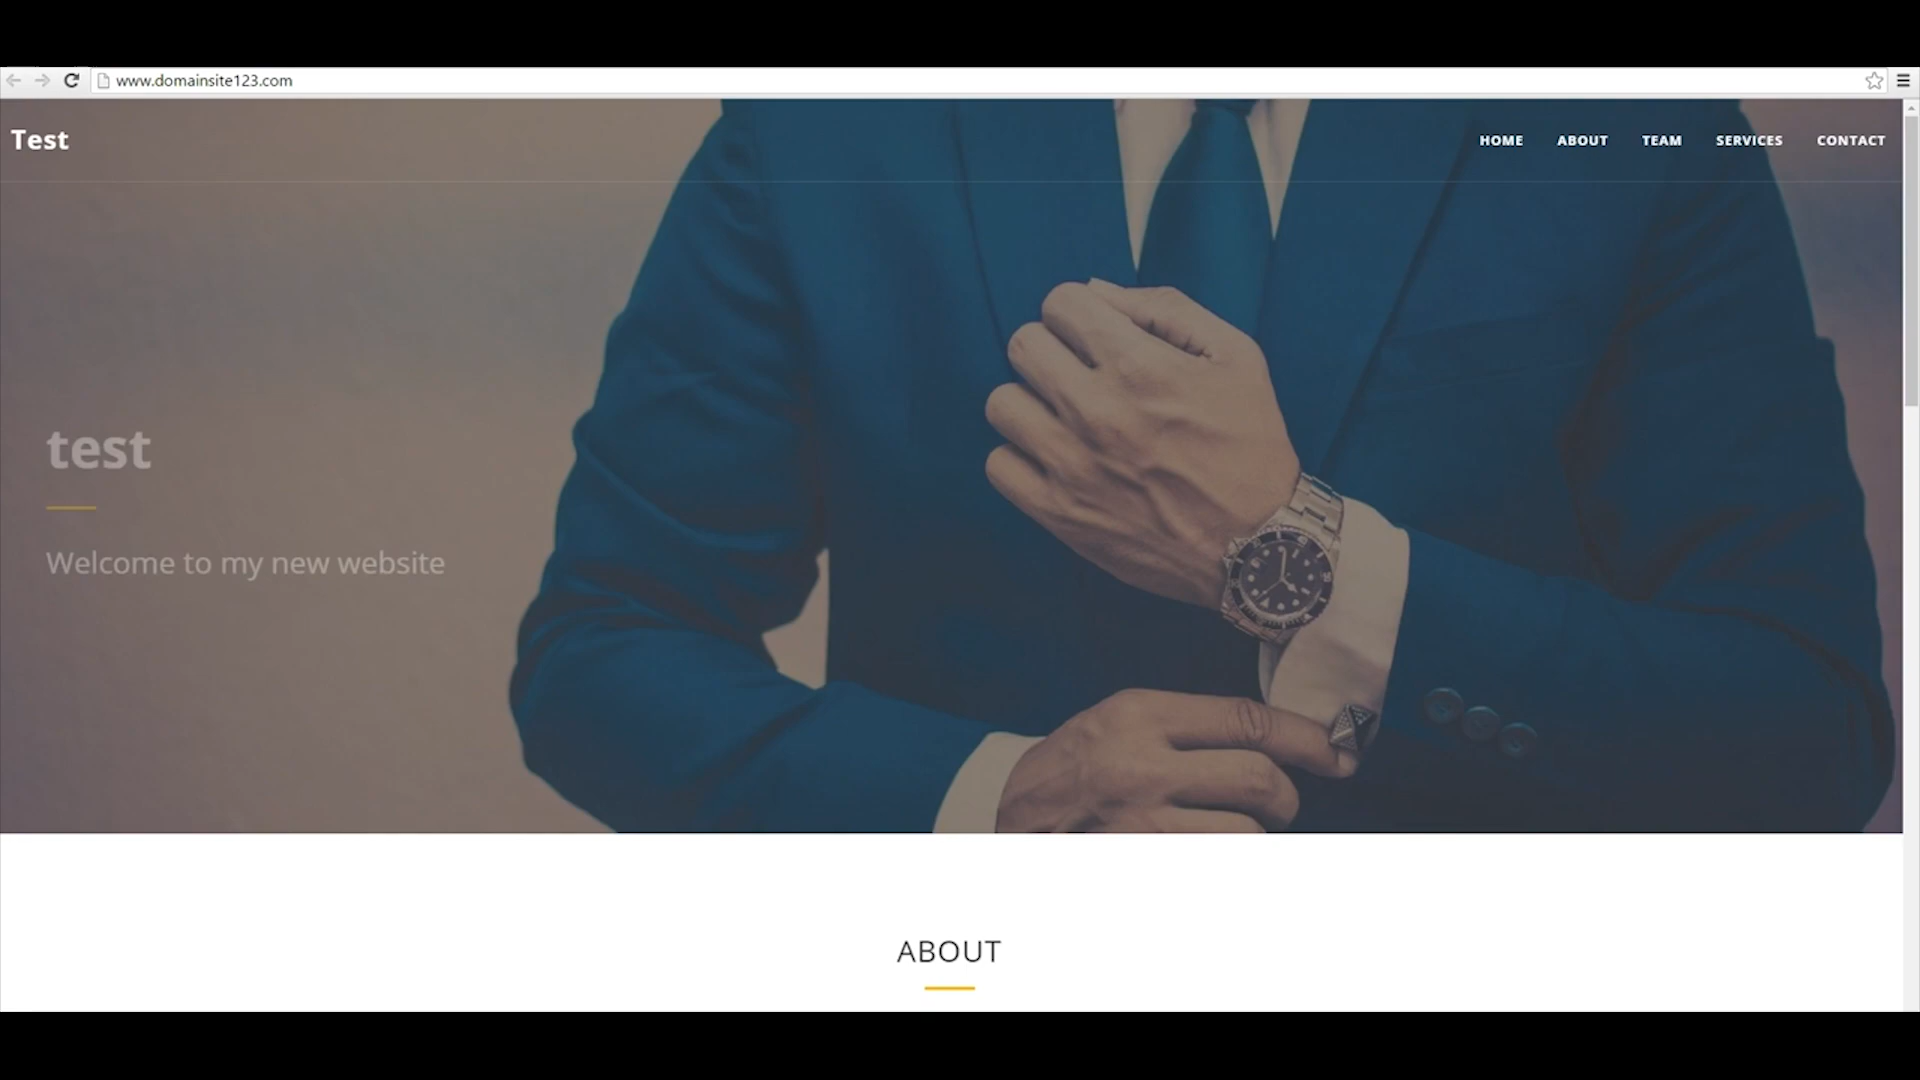 www.domainsite123.com
Test
HOME ABOUT TEAM SERVICES CONTACT
test
Welcome to my new website
ABOUT